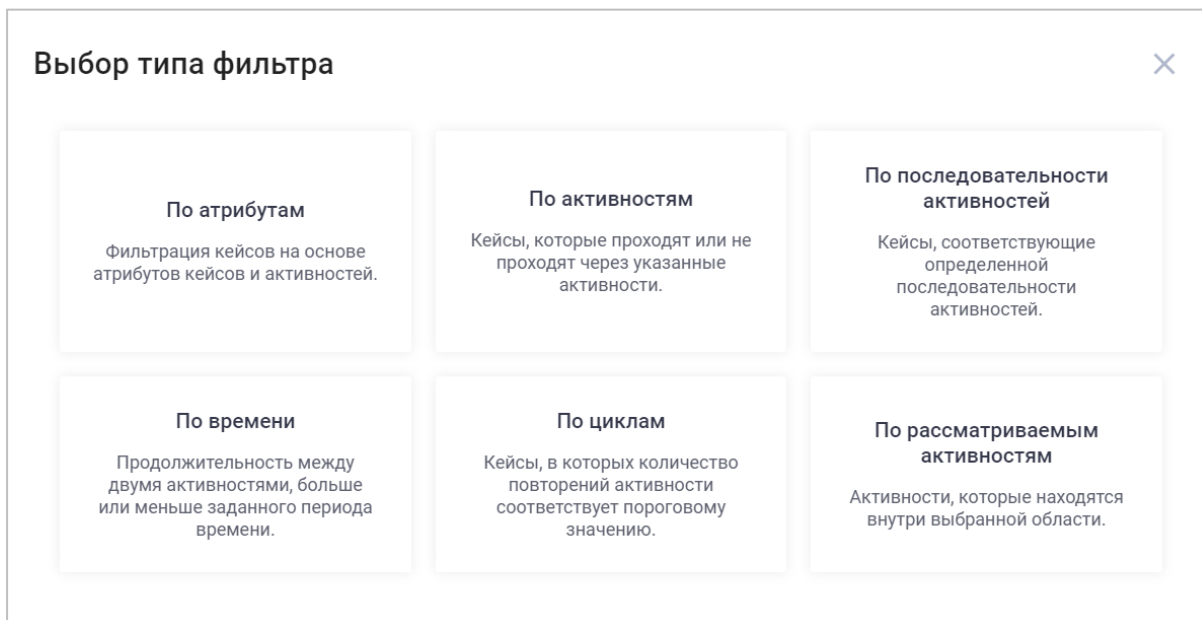 Выбор типа фильтра
По атрибутам
Фильтрация кейсов на основе
атрибутов кейсов и активностей.
По активностям
Кейсы, которые проходят или не
проходят через указанные
активности.
По последовательности
активностей
Кейсы, соответствующие
определенной
последовательности
активностей.
По времени
Продолжительность между
двумя активностями, больше
или меньше заданного периода
времени.
По циклам
Кейсы, в которых количество
повторений активности
соответствует пороговому
значению.
По рассматриваемым
активностям
Активности, которые находятся
внутри выбранной области.